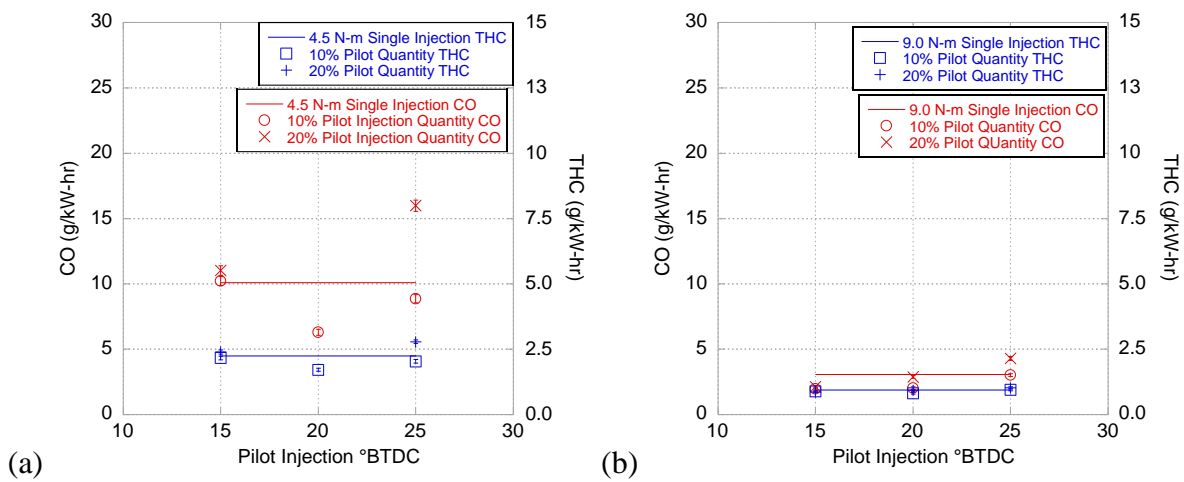 30
25
20
15
10
5
0
CO (g/kW-hr)
4.5 N-m Single Injection THC
10% Pilot Quantity THC
20% Pilot Quantity THC
4.5 N-m Single Injection CO
10% Pilot Injection Quantity CO
20% Pilot Injection Quantity CO
15
13
10
7.5
5.0
2.5
0.0
THC (g/kW-hr)
10 15 20 25 30
Pilot Injection °BTDC
(a)
30
25
20
15
10
5
0
CO (g/kW-hr)
9.0 N-m Single Injection THC
10% Pilot Quantity THC
20% Pilot Quantity THC
9.0 N-m Single Injection CO
10% Pilot Quantity CO
20% Pilot QUantity CO
15
13
10
7.5
5.0
2.5
0.0
THC (g/kW-hr)
10 15 20 25 30
Pilot Injection °BTDC
(b)